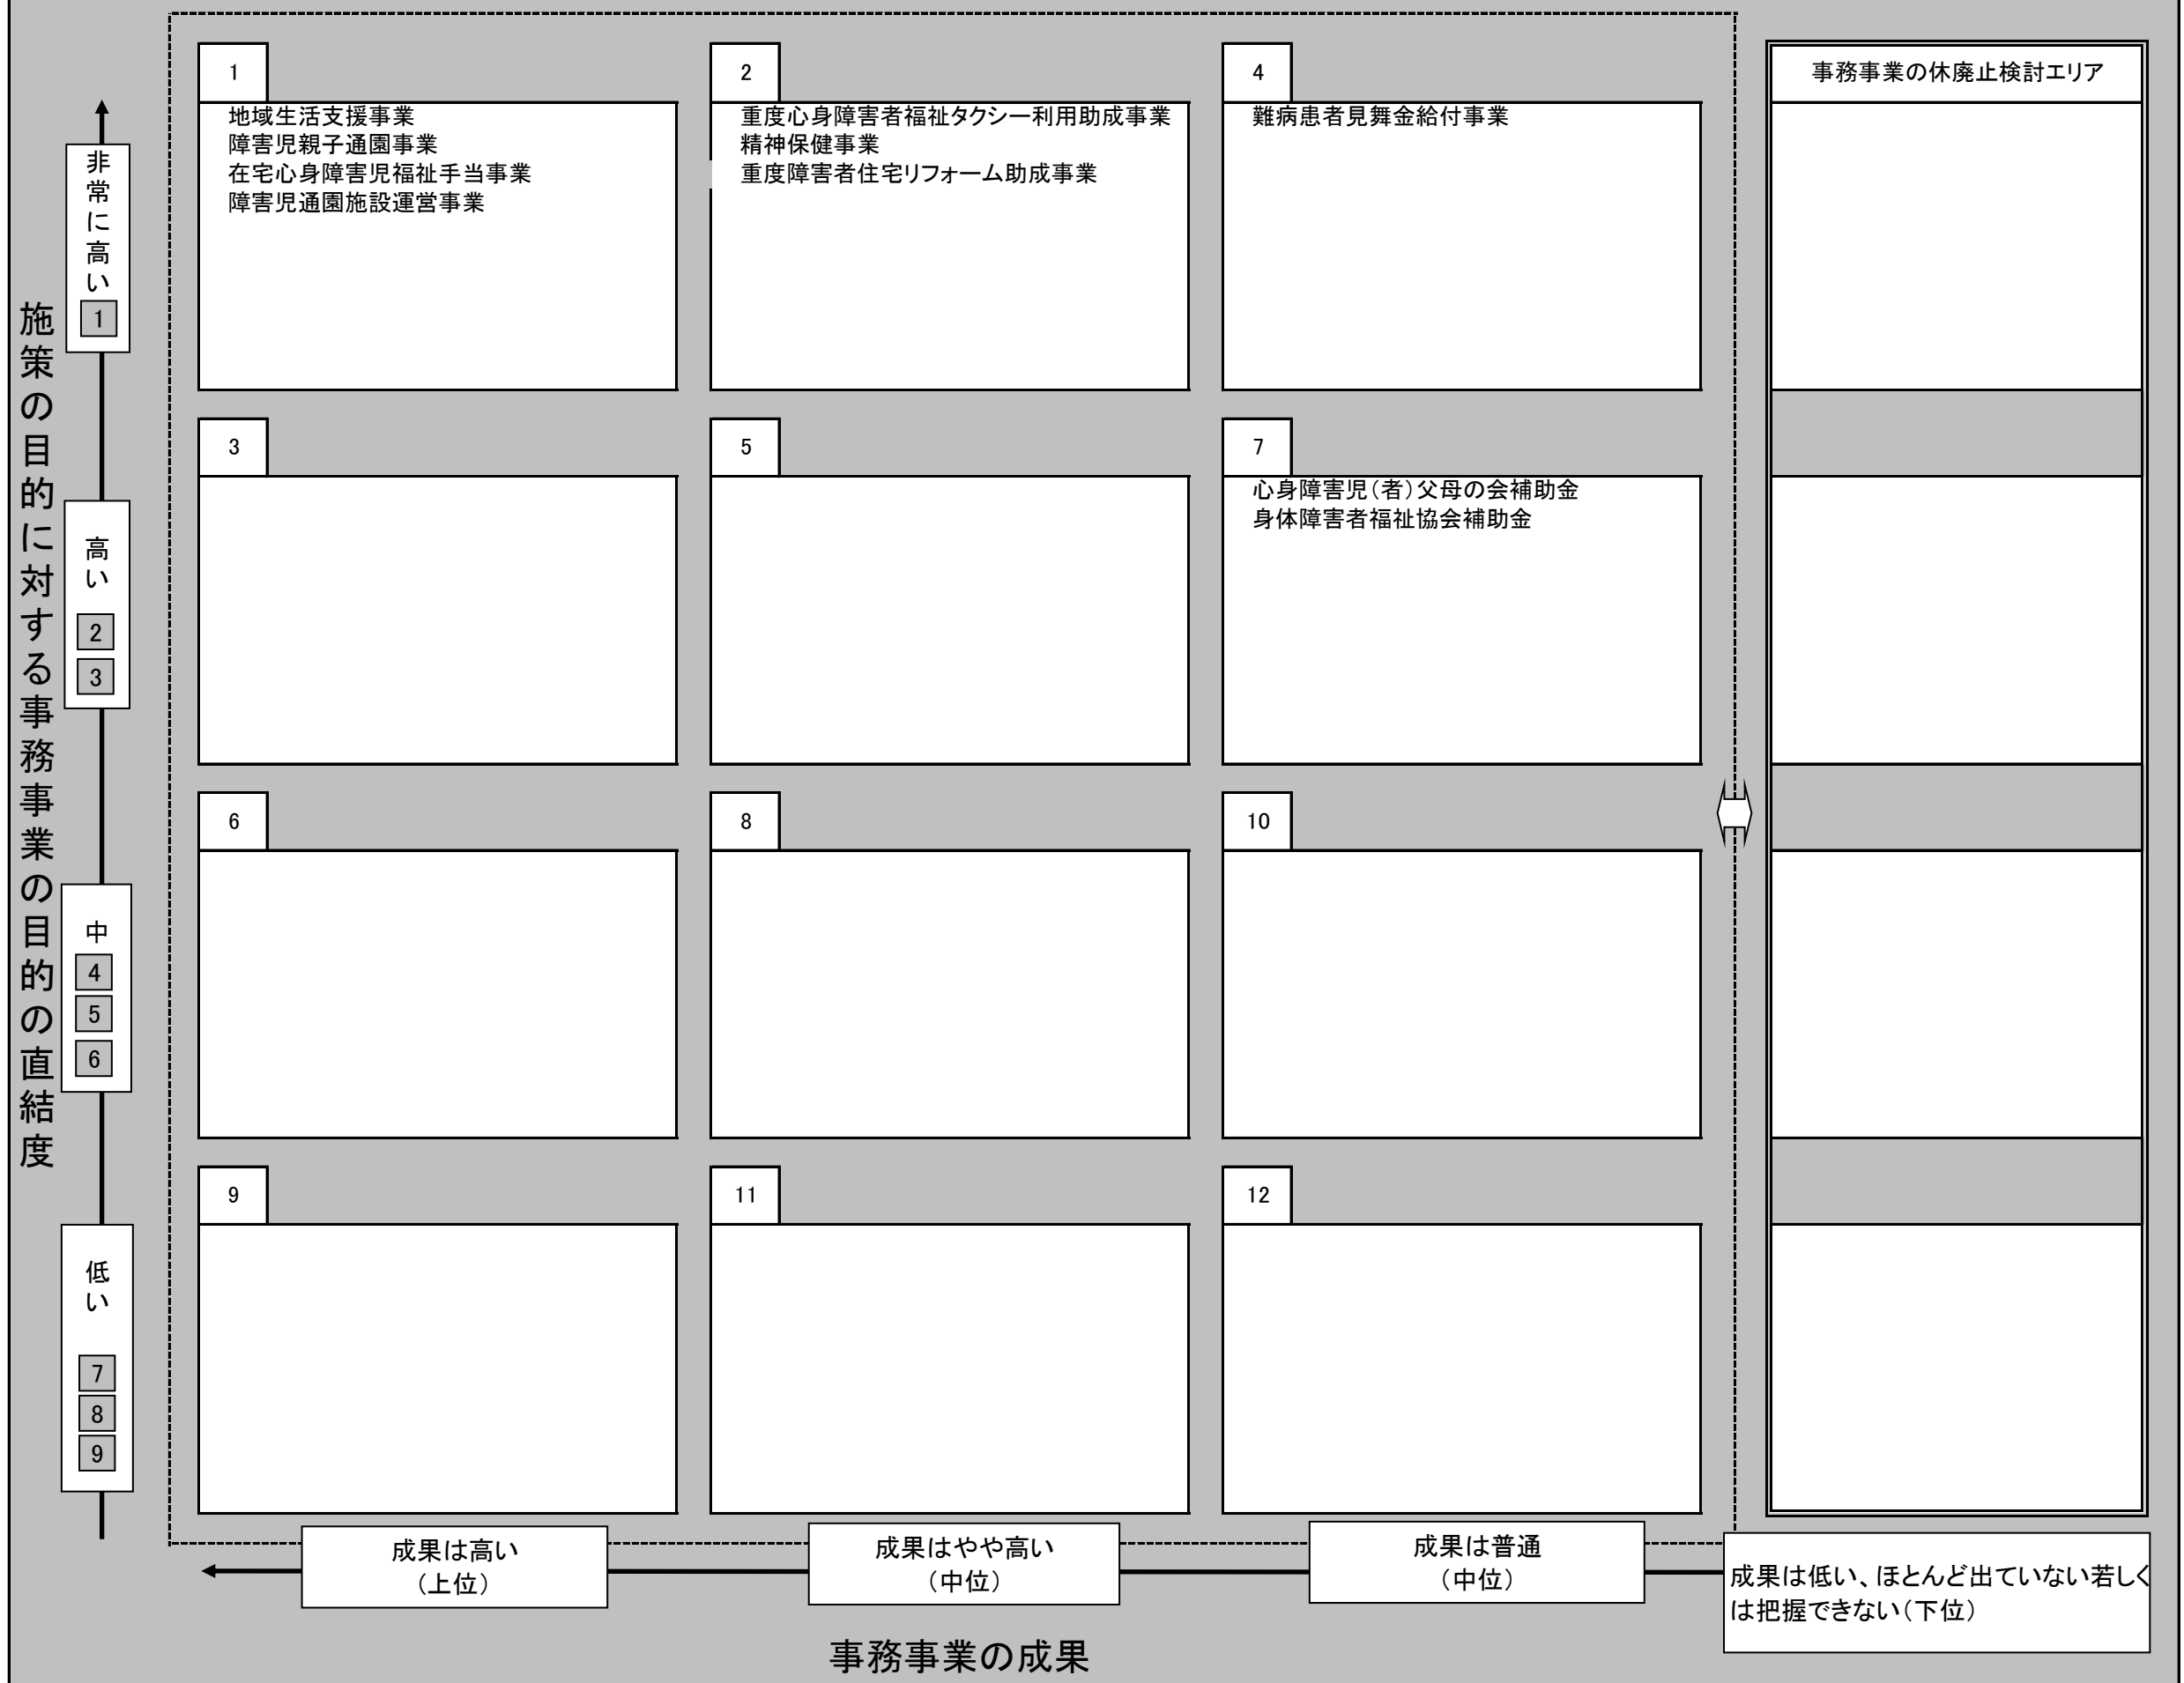 施策の目的に対する事務事業の目的の直結度
非常に高い
1
高い
2
3
中
4
5
6
低い
7
8
9
1
地域生活支援事業
障害児親子通園事業
在宅心身障害児福祉手当事業
障害児通園施設運営事業
2
重度心身障害者福祉タクシー利用助成事業
精神保健事業
重度障害者住宅リフォーム助成事業
4
難病患者見舞金給付事業
事務事業の休廃止検討エリア
3
5
7
心身障害児(者)父母の会補助金
身体障害者福祉協会補助金
6
8
10
9
11
12
成果は高い
(上位)
成果はやや高い
(中位)
成果は普通
(中位)
成果は低い、ほとんど出ていない若しく
は把握できない(下位)
事務事業の成果